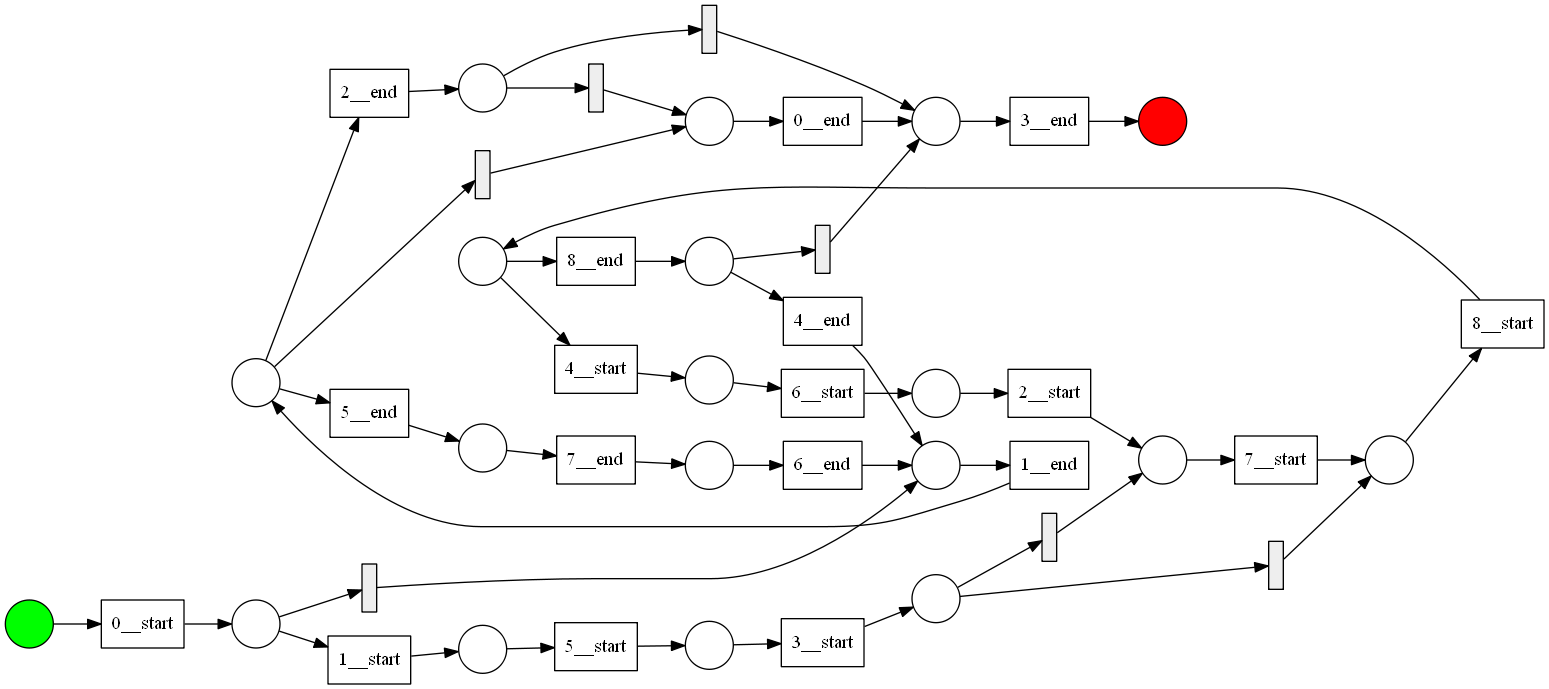 2__end
0__end
3__end
8__end
8__start
4__end
4__start
6__start
2__start
5__end
7__end
6__end
1__end
7__start
0__start
1__start
5__start
3__start